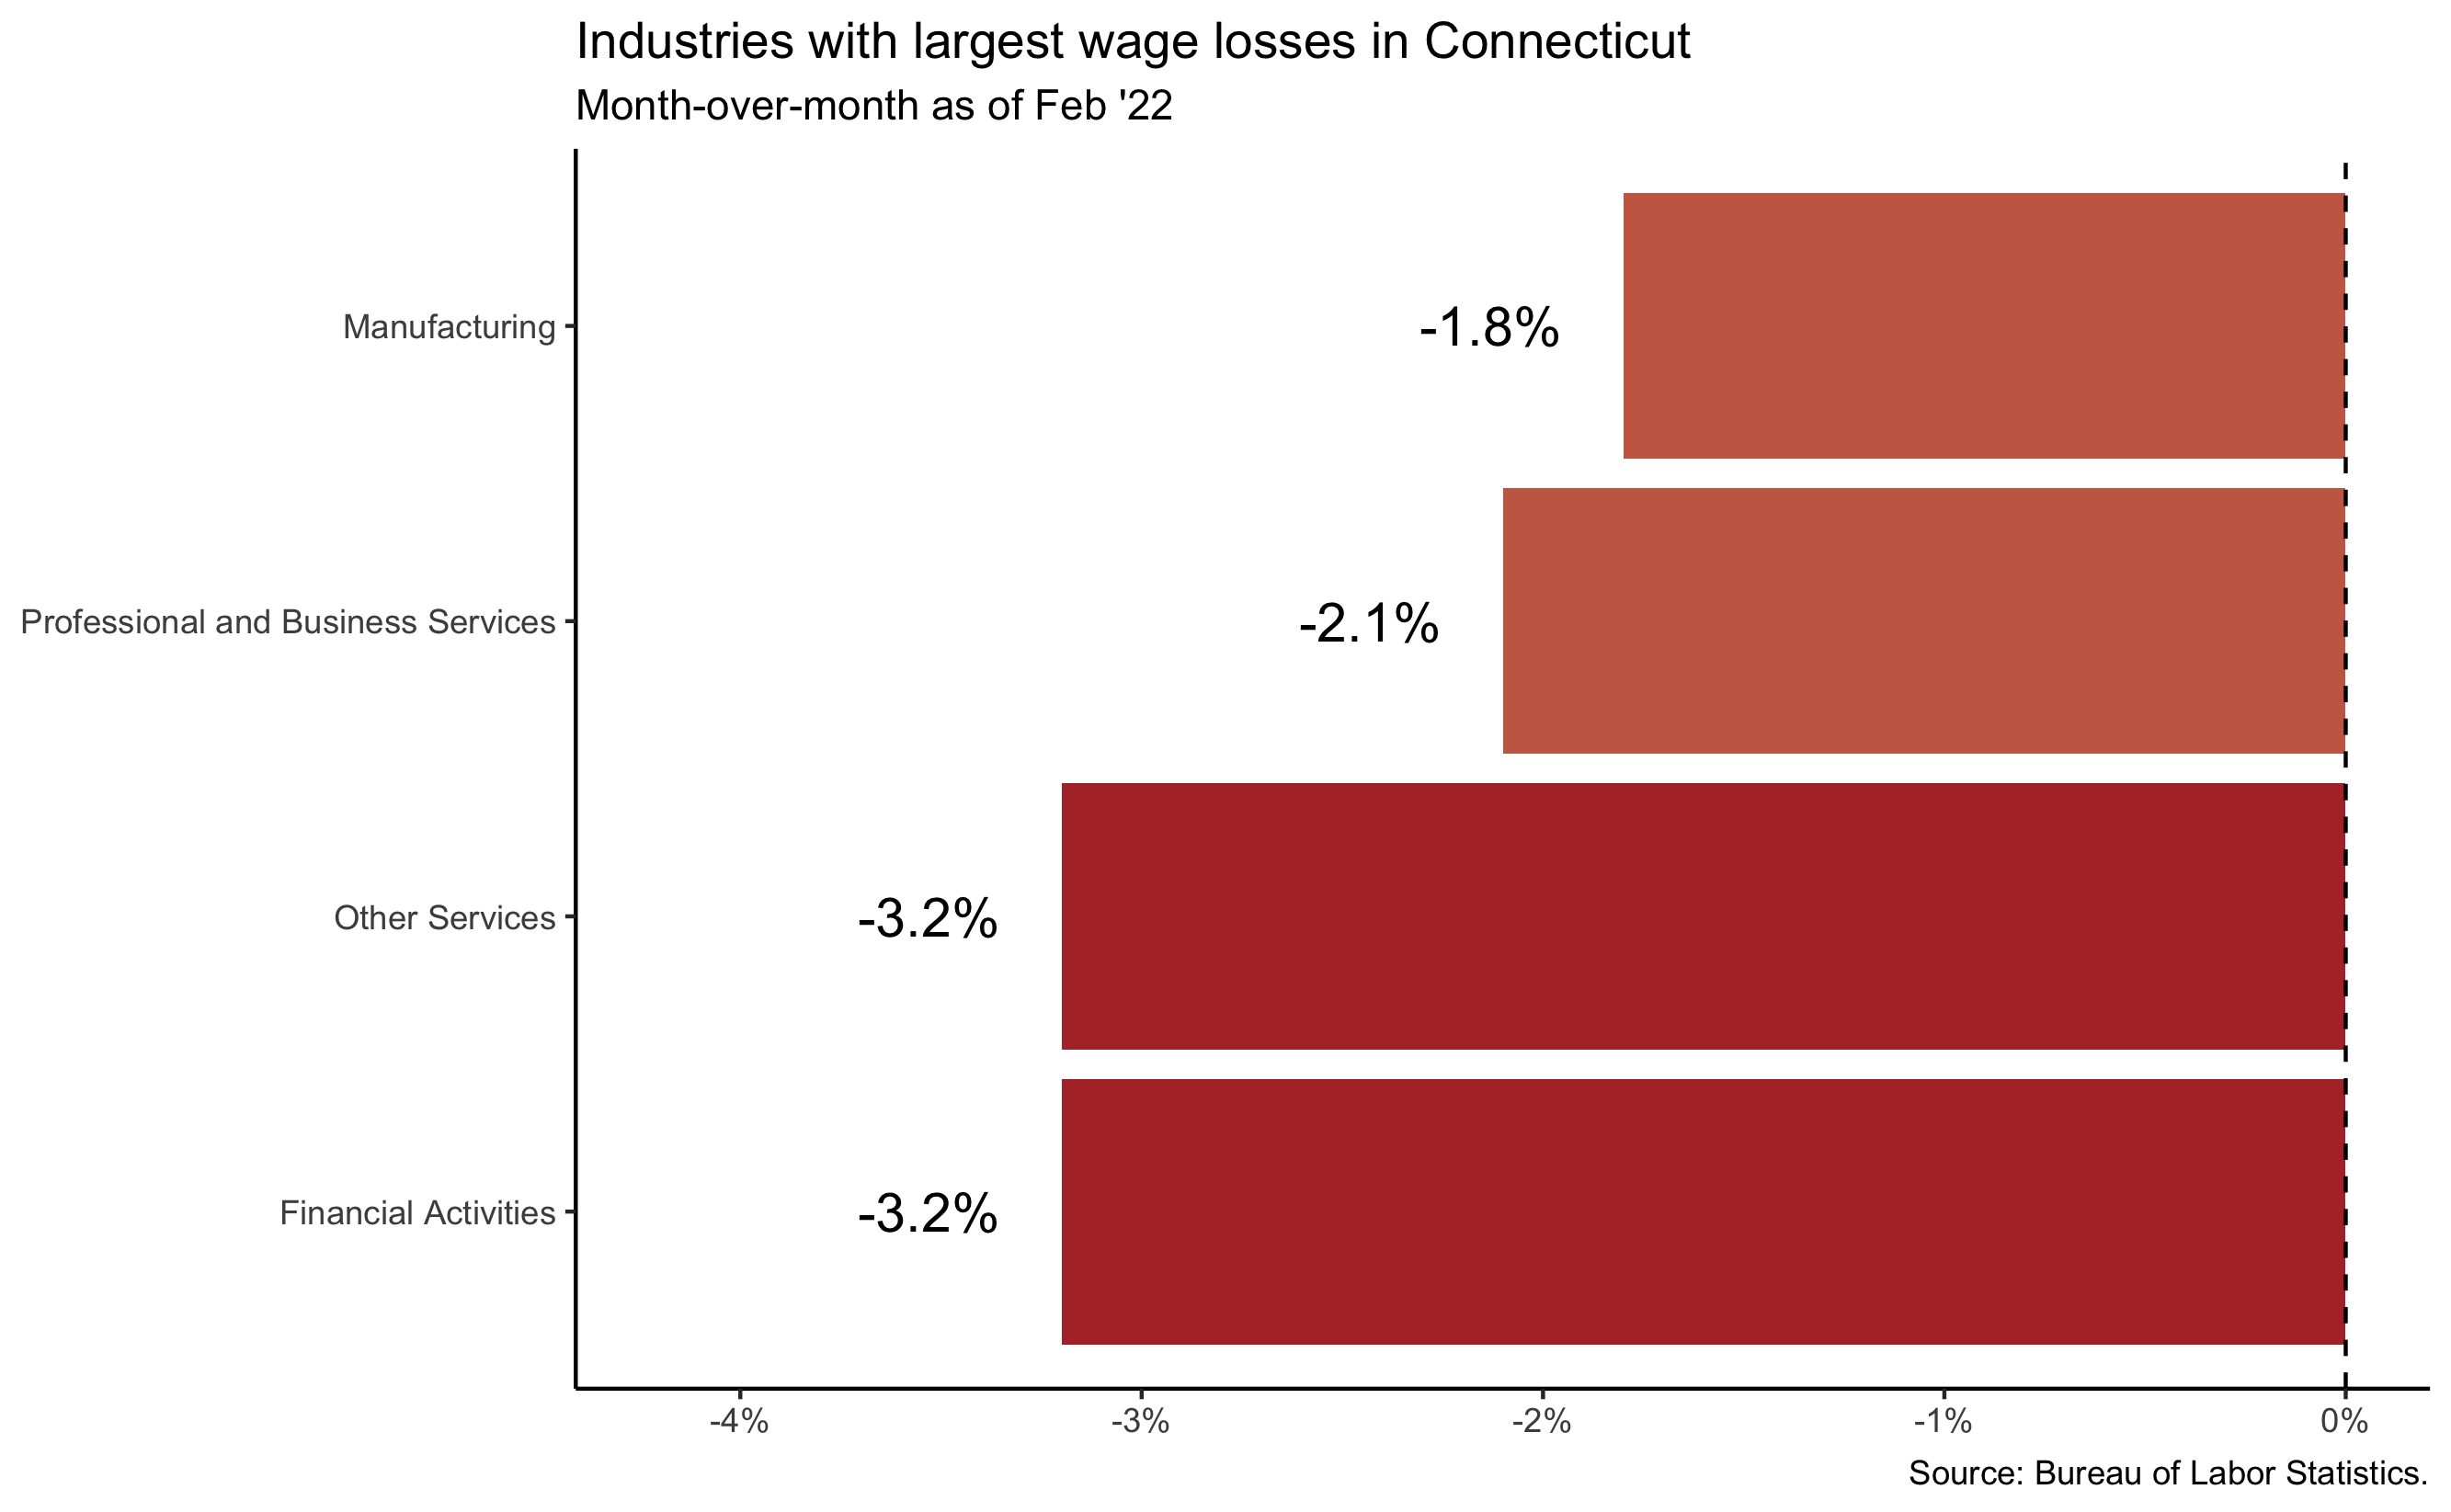 Industries with largest wage losses in Connecticut
Month-over-month as of Feb '22
Manufacturing
-1.8%
Professional and Business Services
-2.1%
Other Services
-3.2%
Financial Activities
-3.2%
-4%
-3%
-2%
-1%
0%
Source: Bureau of Labor Statistics.